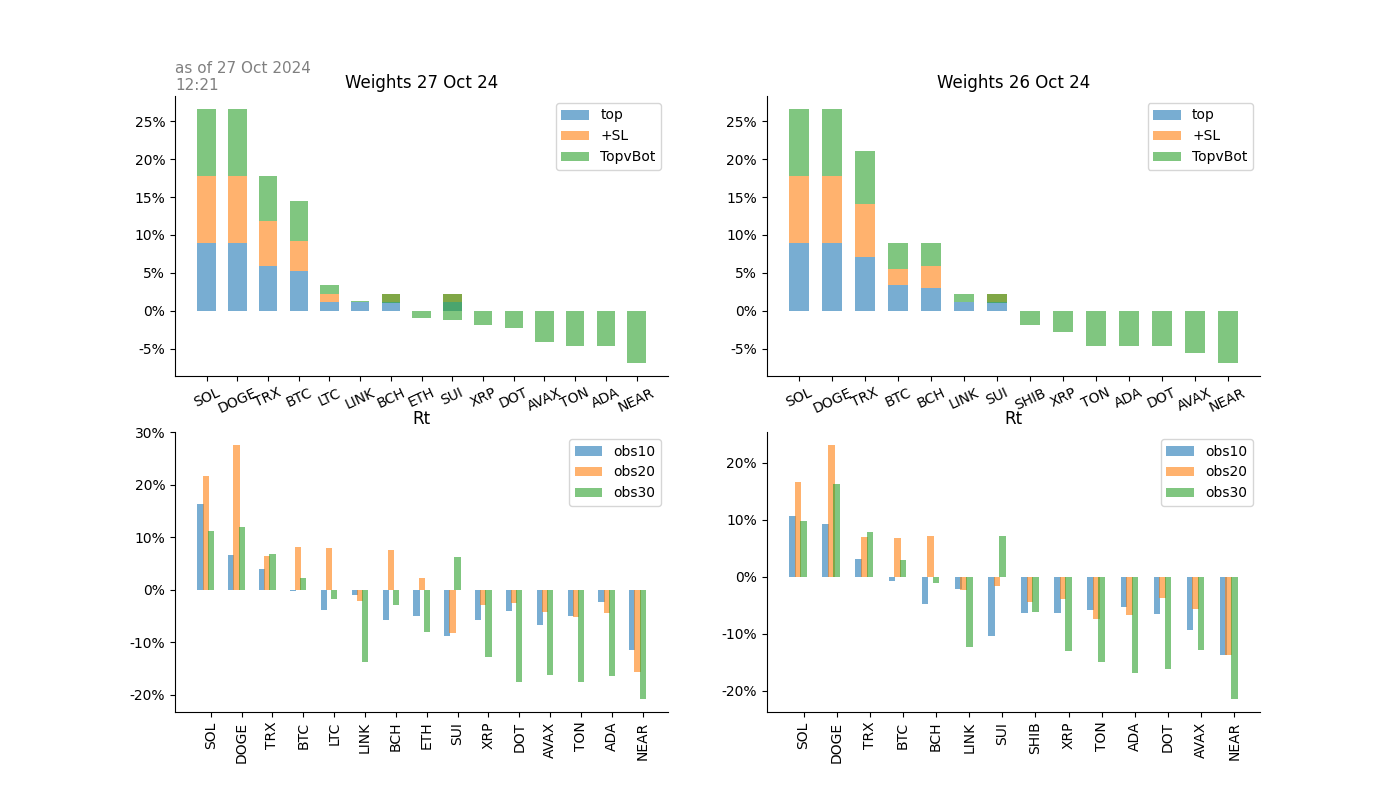 as of 27 Oct 2024
12:21
Weights 27 Oct 24
25%
20%
15%
10%
5%
0%
-5%
top
+SL
TopvBot
SOL DOGE TRX BTC LTC LINK BCH ETH SUI XRP DOT AVAX TON ADA NEAR
Weights 26 Oct 24
25%
20%
15%
10%
5%
0%
-5%
top
+SL
TopvBot
SOL DOGE TRX BTC BCH LINK SUI SHIB XRP TON ADA DOT AVAX NEAR
Rt
30%
20%
10%
0%
-10%
-20%
obs10
obs20
obs30
SOL DOGE TRX BTC LTC LINK BCH ETH SUI XRP DOT AVAX TON ADA NEAR
Rt
20%
10%
0%
-10%
-20%
obs10
obs20
obs30
SOL DOGE TRX BTC BCH LINK SUI SHIB XRP TON ADA DOT AVAX NEAR